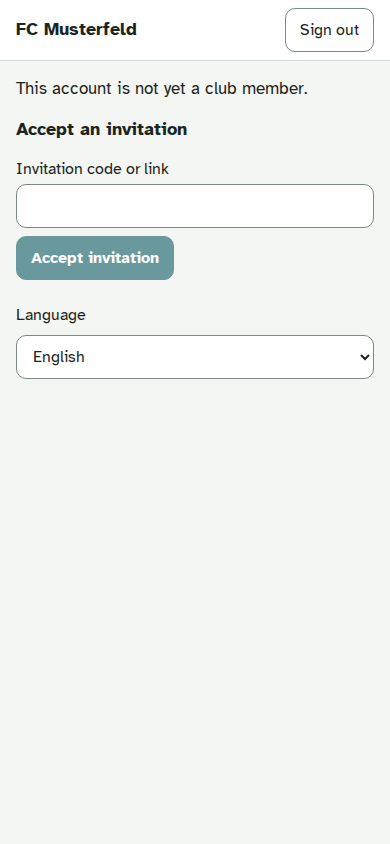 FC Musterfeld
Sign out
This account is not yet a club member.
Accept an invitation
Invitation code or link
Accept invitation
Language
English